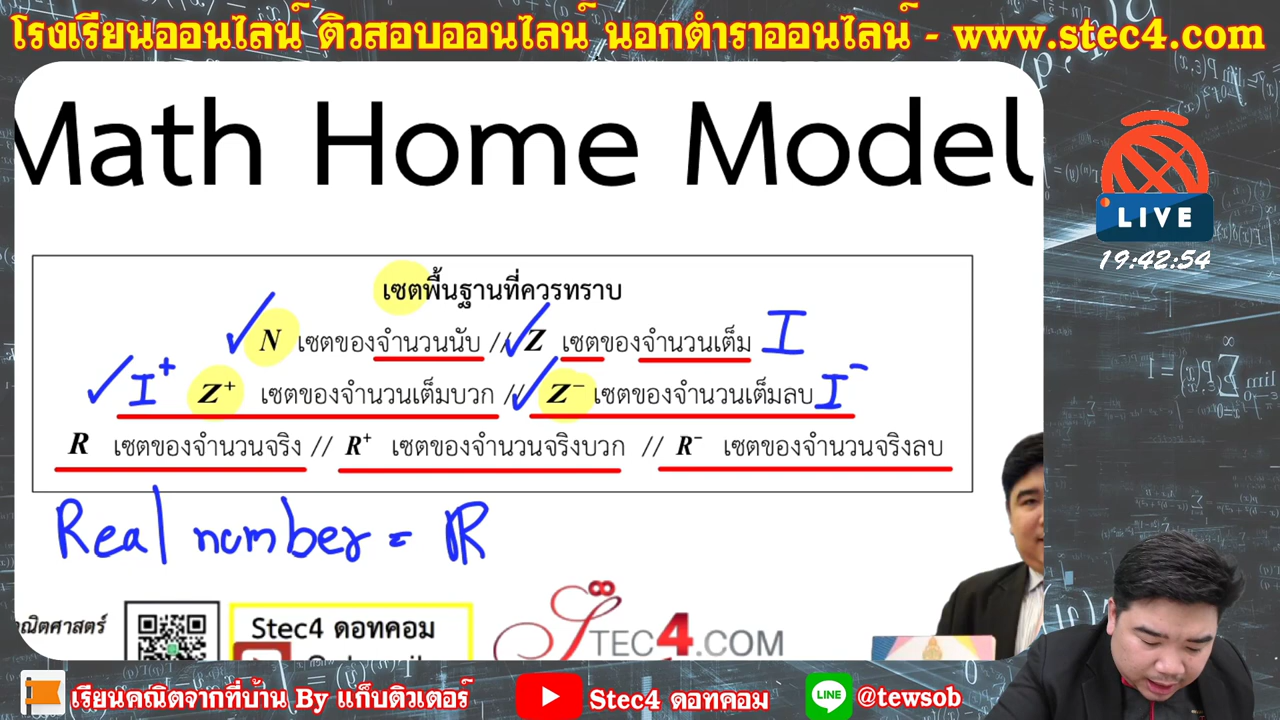 โรงเรียนออนไลน์ ติวสอบออนไลน์ นอกตำราออนไลน์ - www.stec4.com
Math Home Model
LIVE
19:42:54
เซตพื้นฐานที่ควรทราบ
N เซตของจำนวนนับ // Z เซตของจำนวนเต็ม I
I⁺ Z⁺ เซตของจำนวนเต็มบวก // Z⁻ เซตของจำนวนเต็มลบ I⁻
R เซตของจำนวนจริง // R⁺ เซตของจำนวนจริงบวก // R⁻ เซตของจำนวนจริงลบ
Real number = ℝ
Stec4 ดอทคอม
STEC4.COM
เรียนคณิตจากที่บ้าน By แก็บติวเตอร์
Stec4 ดอทคอม
LINE @tewsob